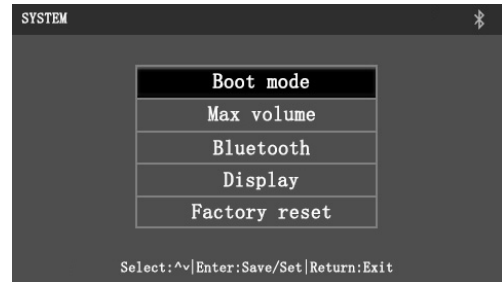 SYSTEM
Boot mode
Max volume
Bluetooth
Display
Factory reset
Select:^v|Enter:Save/Set|Return:Exit